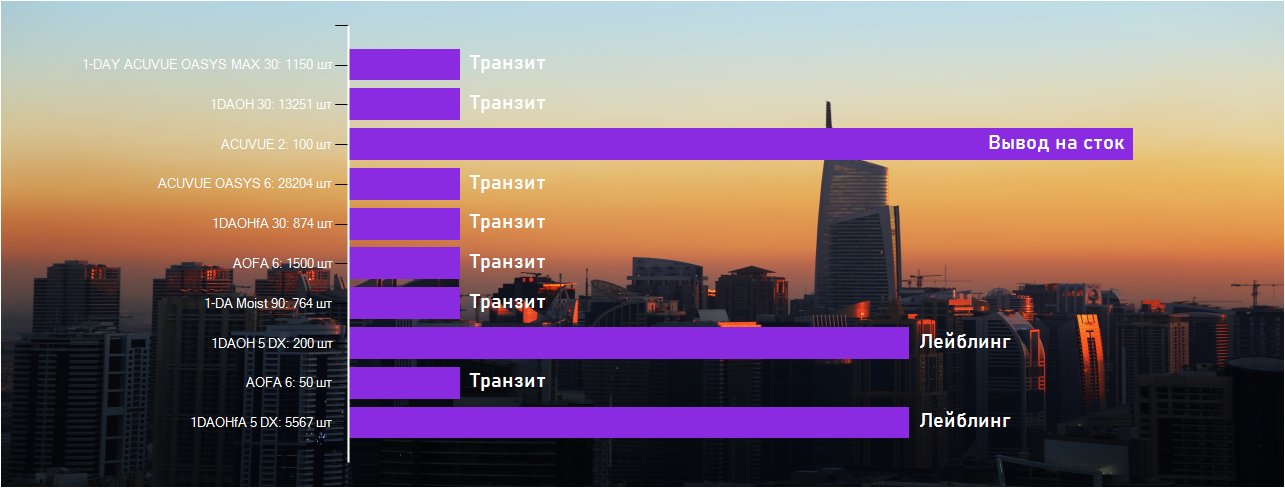 1-DAY ACUVUE OASYS MAX 30: 1150 шт Транзит
1DAOH 30: 13251 шт Транзит
ACUVUE 2: 100 шт Вывод на сток
ACUVUE OASYS 6: 28204 шт Транзит
1DAOHfA 30: 874 шт Транзит
AOFA 6: 1500 шт Транзит
1-DA Moist 90: 764 шт Транзит
1DAOH 5 DX: 200 шт Лейблинг
AOFA 6: 50 шт Транзит
1DAOHfA 5 DX: 5567 шт Лейблинг